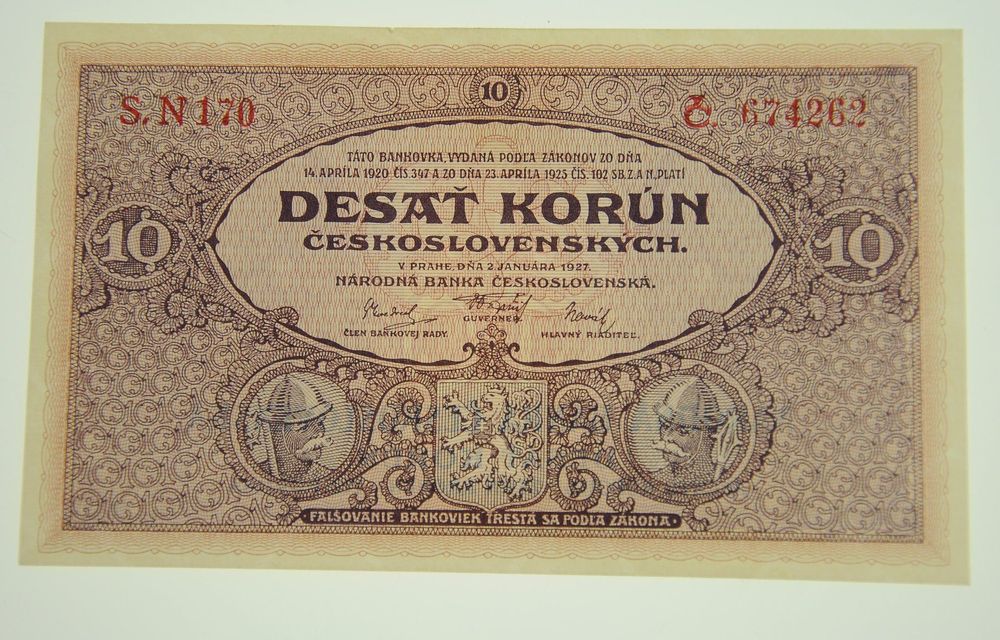 10
S. N 170
Č. 674262
TÁTO BANKOVKA, VYDANÁ PODĽA ZÁKONOV ZO DŇA
14. APRÍLA 1920 ČÍS 347 A ZO DŇA 23. APRÍLA 1925 ČÍS. 102 SB. Z. A N., PLATÍ
DESAŤ KORÚN
ČESKOSLOVENSKÝCH.
10
10
V PRAHE, DŇA 2. JANUÁRA 1927.
NÁRODNÁ BANKA ČESKOSLOVENSKÁ.
GUVERNER.
ČLEN BANKOVEJ RADY.
HLAVNÝ RIADITEĽ.
· FALŠOVANIE BANKOVIEK TRESTÁ SA PODĽA ZÁKONA ·